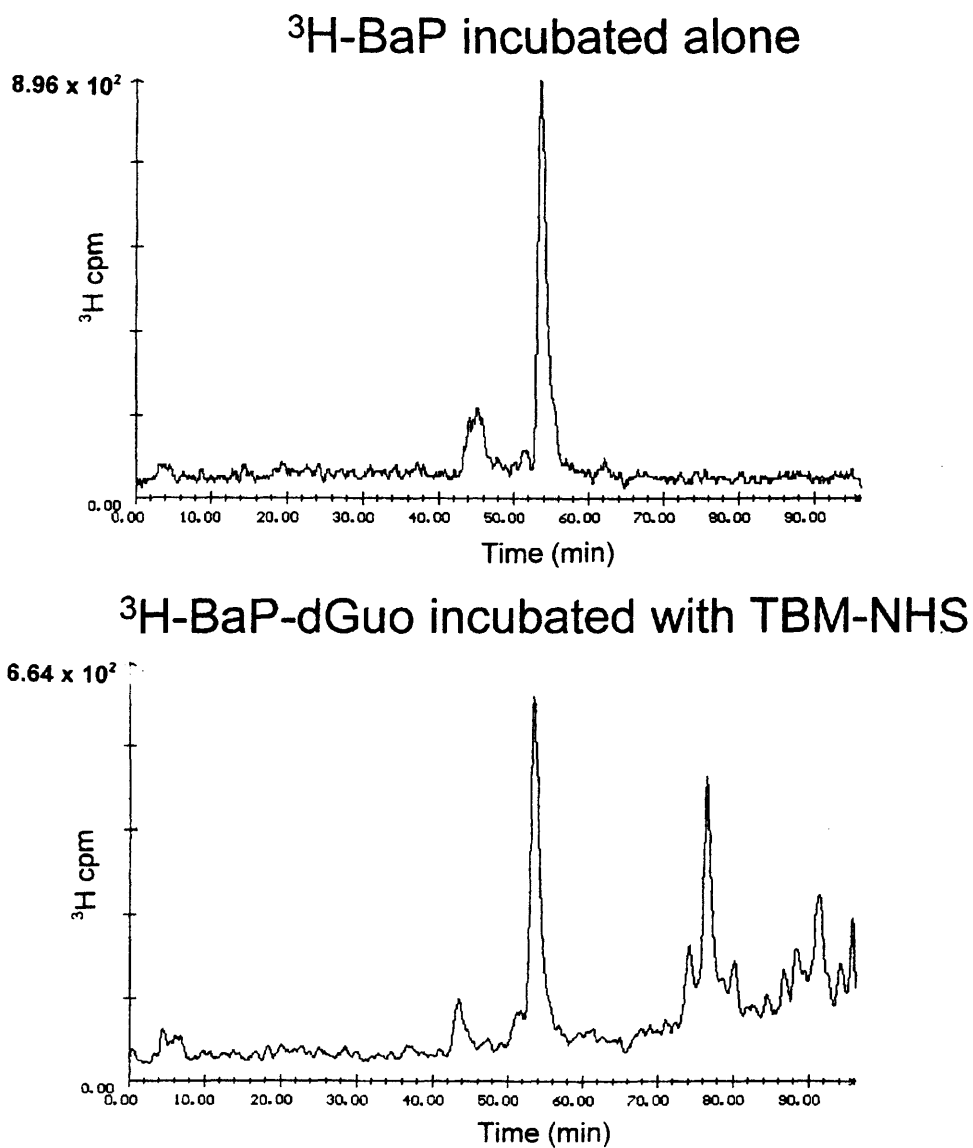 ³H-BaP incubated alone
8.96 x 10²
³H cpm
0.00
0.00 10.00 20.00 30.00 40.00 50.00 60.00 70.00 80.00 90.00
Time (min)
³H-BaP-dGuo incubated with TBM-NHS
6.64 x 10²
³H cpm
0.00
0.00 10.00 20.00 30.00 40.00 50.00 60.00 70.00 80.00 90.00
Time (min)